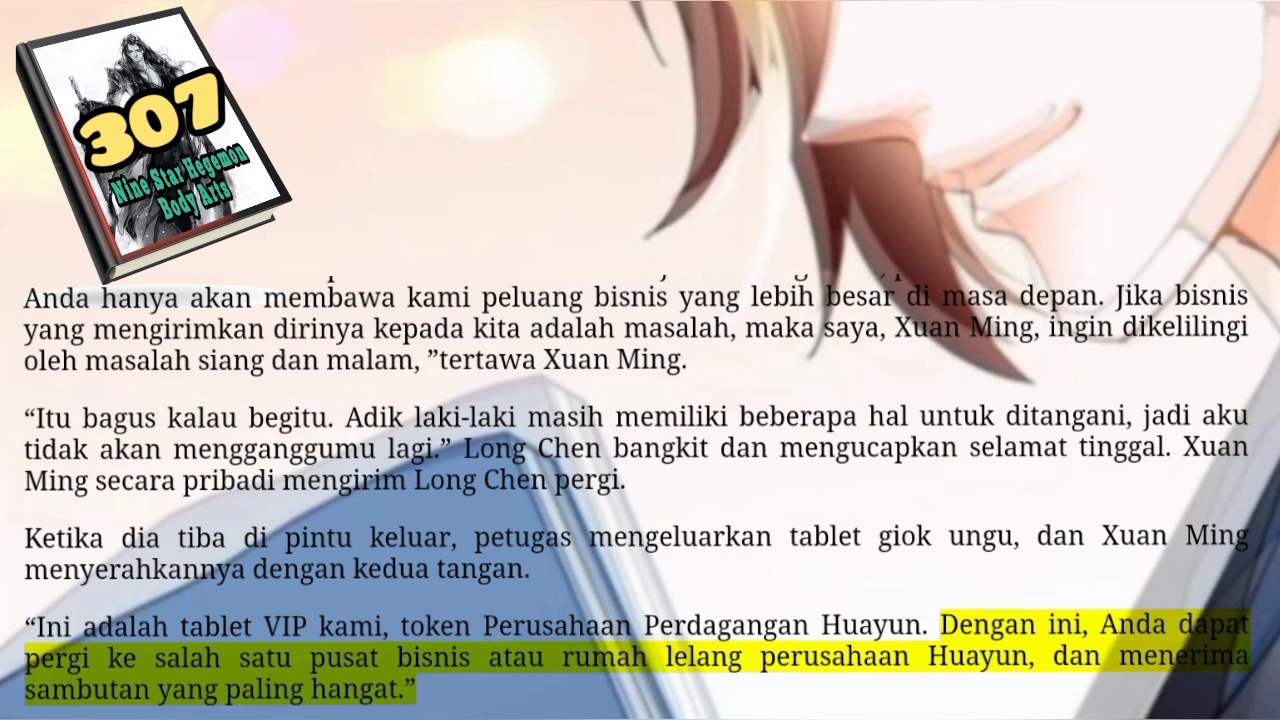 307
Nine Star Hegemon
Body Arts
Anda hanya akan membawa kami peluang bisnis yang lebih besar di masa depan. Jika bisnis
yang mengirimkan dirinya kepada kita adalah masalah, maka saya, Xuan Ming, ingin dikelilingi
oleh masalah siang dan malam, ”tertawa Xuan Ming.
“Itu bagus kalau begitu. Adik laki-laki masih memiliki beberapa hal untuk ditangani, jadi aku
tidak akan mengganggumu lagi.” Long Chen bangkit dan mengucapkan selamat tinggal. Xuan
Ming secara pribadi mengirim Long Chen pergi.
Ketika dia tiba di pintu keluar, petugas mengeluarkan tablet giok ungu, dan Xuan Ming
menyerahkannya dengan kedua tangan.
“Ini adalah tablet VIP kami, token Perusahaan Perdagangan Huayun. Dengan ini, Anda dapat
pergi ke salah satu pusat bisnis atau rumah lelang perusahaan Huayun, dan menerima
sambutan yang paling hangat.”